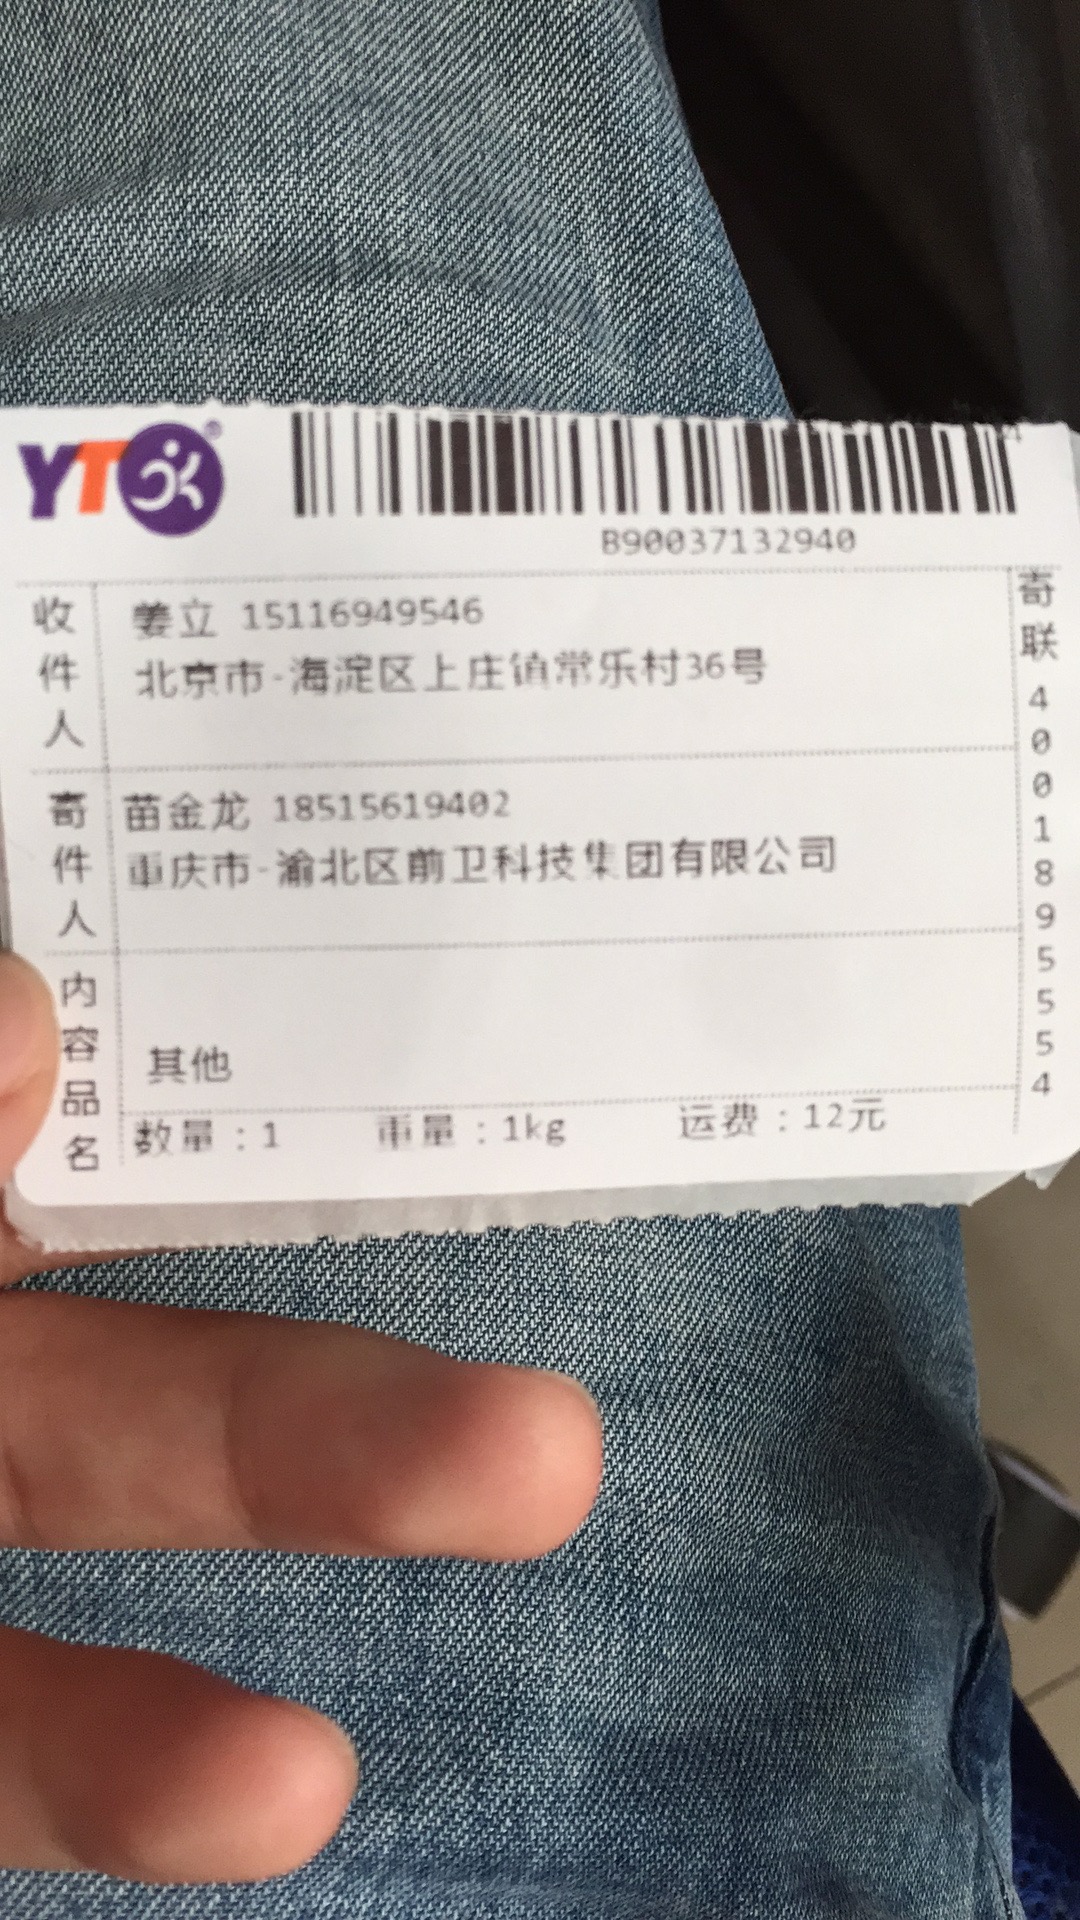 YTO®
B90037132940
收件人
姜立 15116949546
北京市-海淀区上庄镇常乐村36号
寄件人
苗金龙 18515619402
重庆市-渝北区前卫科技集团有限公司
内容品名
其他
数量：1 重量：1kg 运费：12元
奇联 4001895554